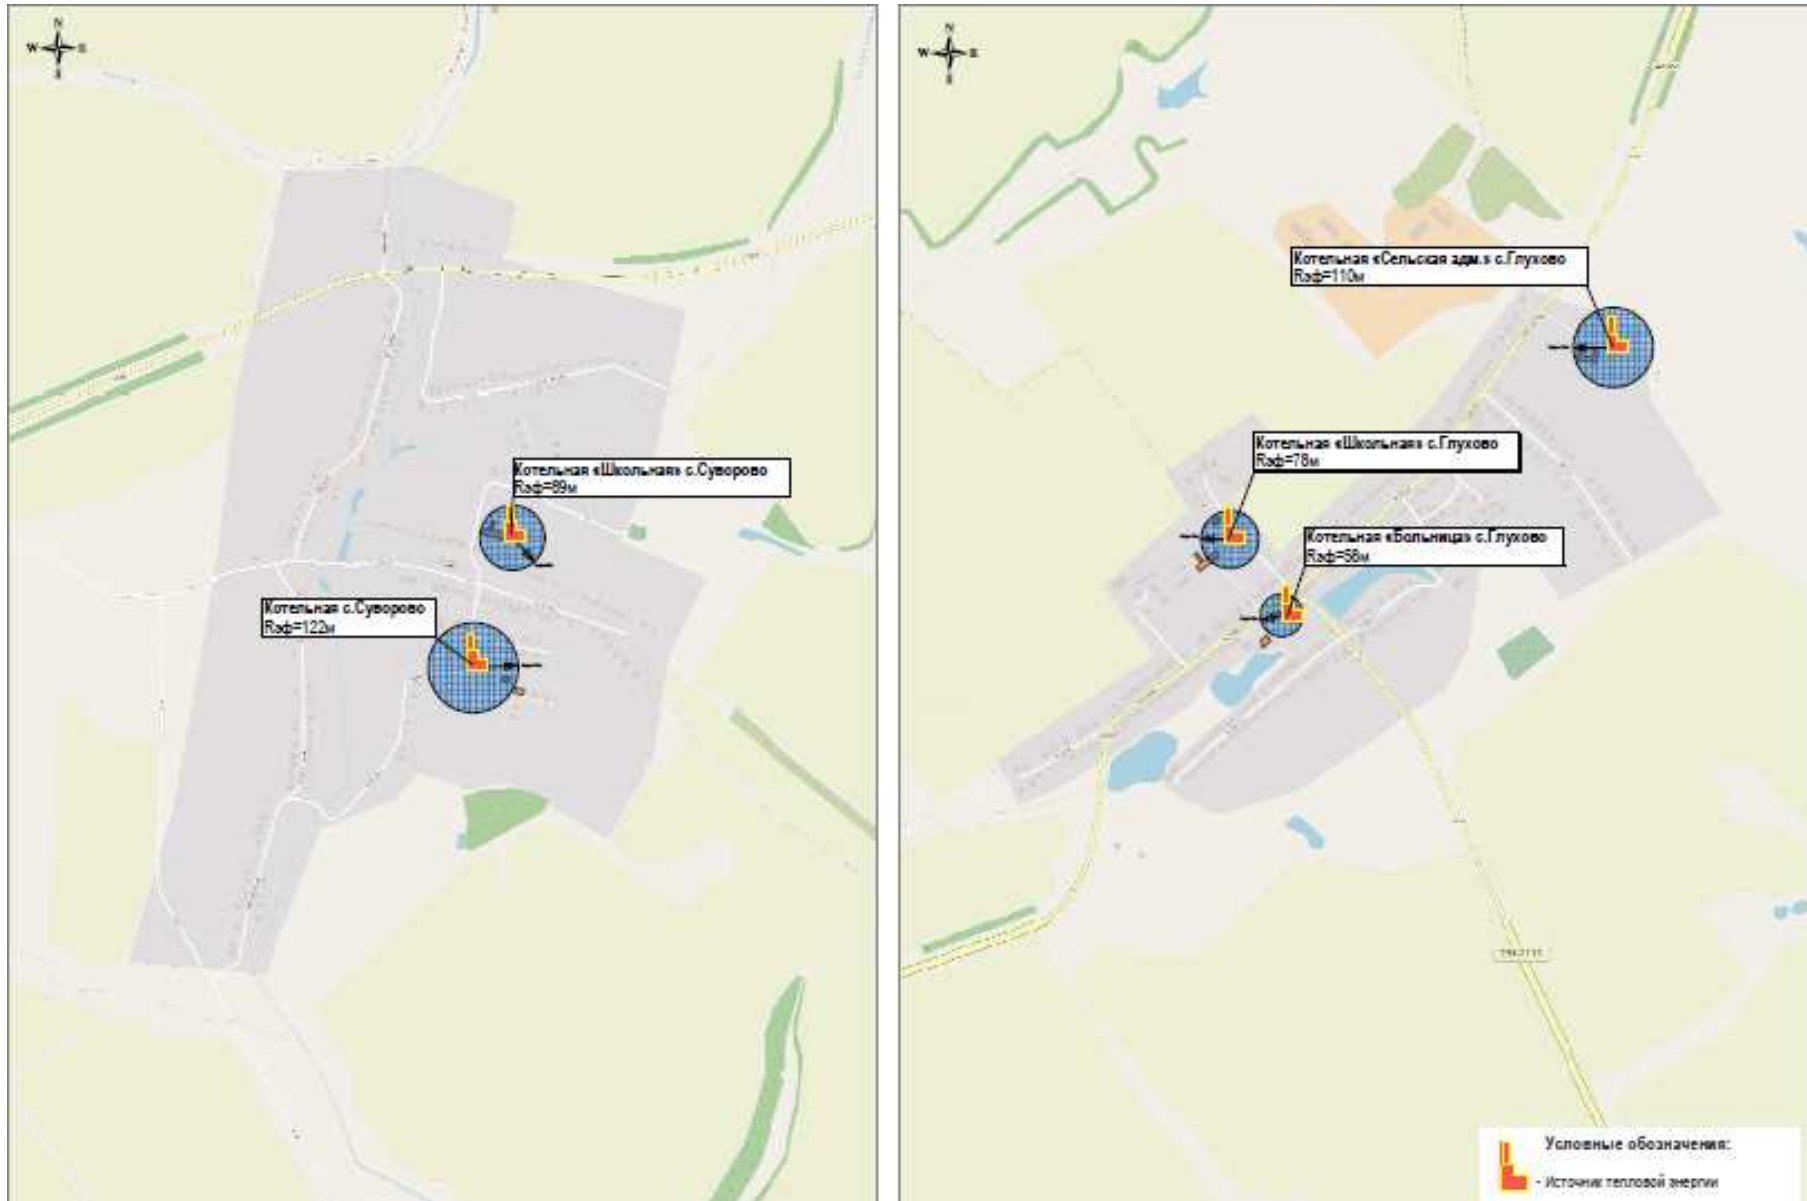 N
W E
S
Котельная «Школьная» с.Суворово
Rэф=89м
Котельная с.Суворово
Rэф=122м
N
W E
S
Котельная «Сельская адм.» с.Глухово
Rэф=110м
Котельная «Школьная» с.Глухово
Rэф=78м
Котельная «Больница» с.Глухово
Rэф=58м
Условные обозначения:
- Источник тепловой энергии